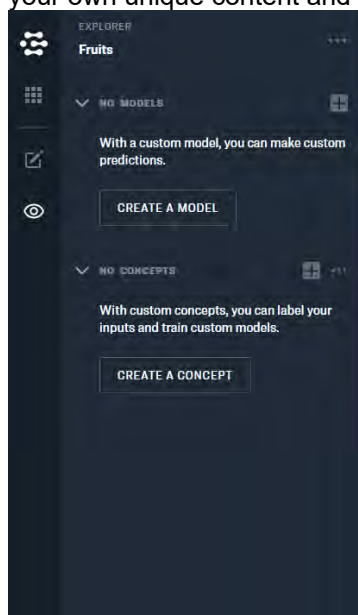 your own unique content and
EXPLORER
Fruits
NO MODELS
With a custom model, you can make custom
predictions.
CREATE A MODEL
NO CONCEPTS
With custom concepts, you can label your
inputs and train custom models.
CREATE A CONCEPT